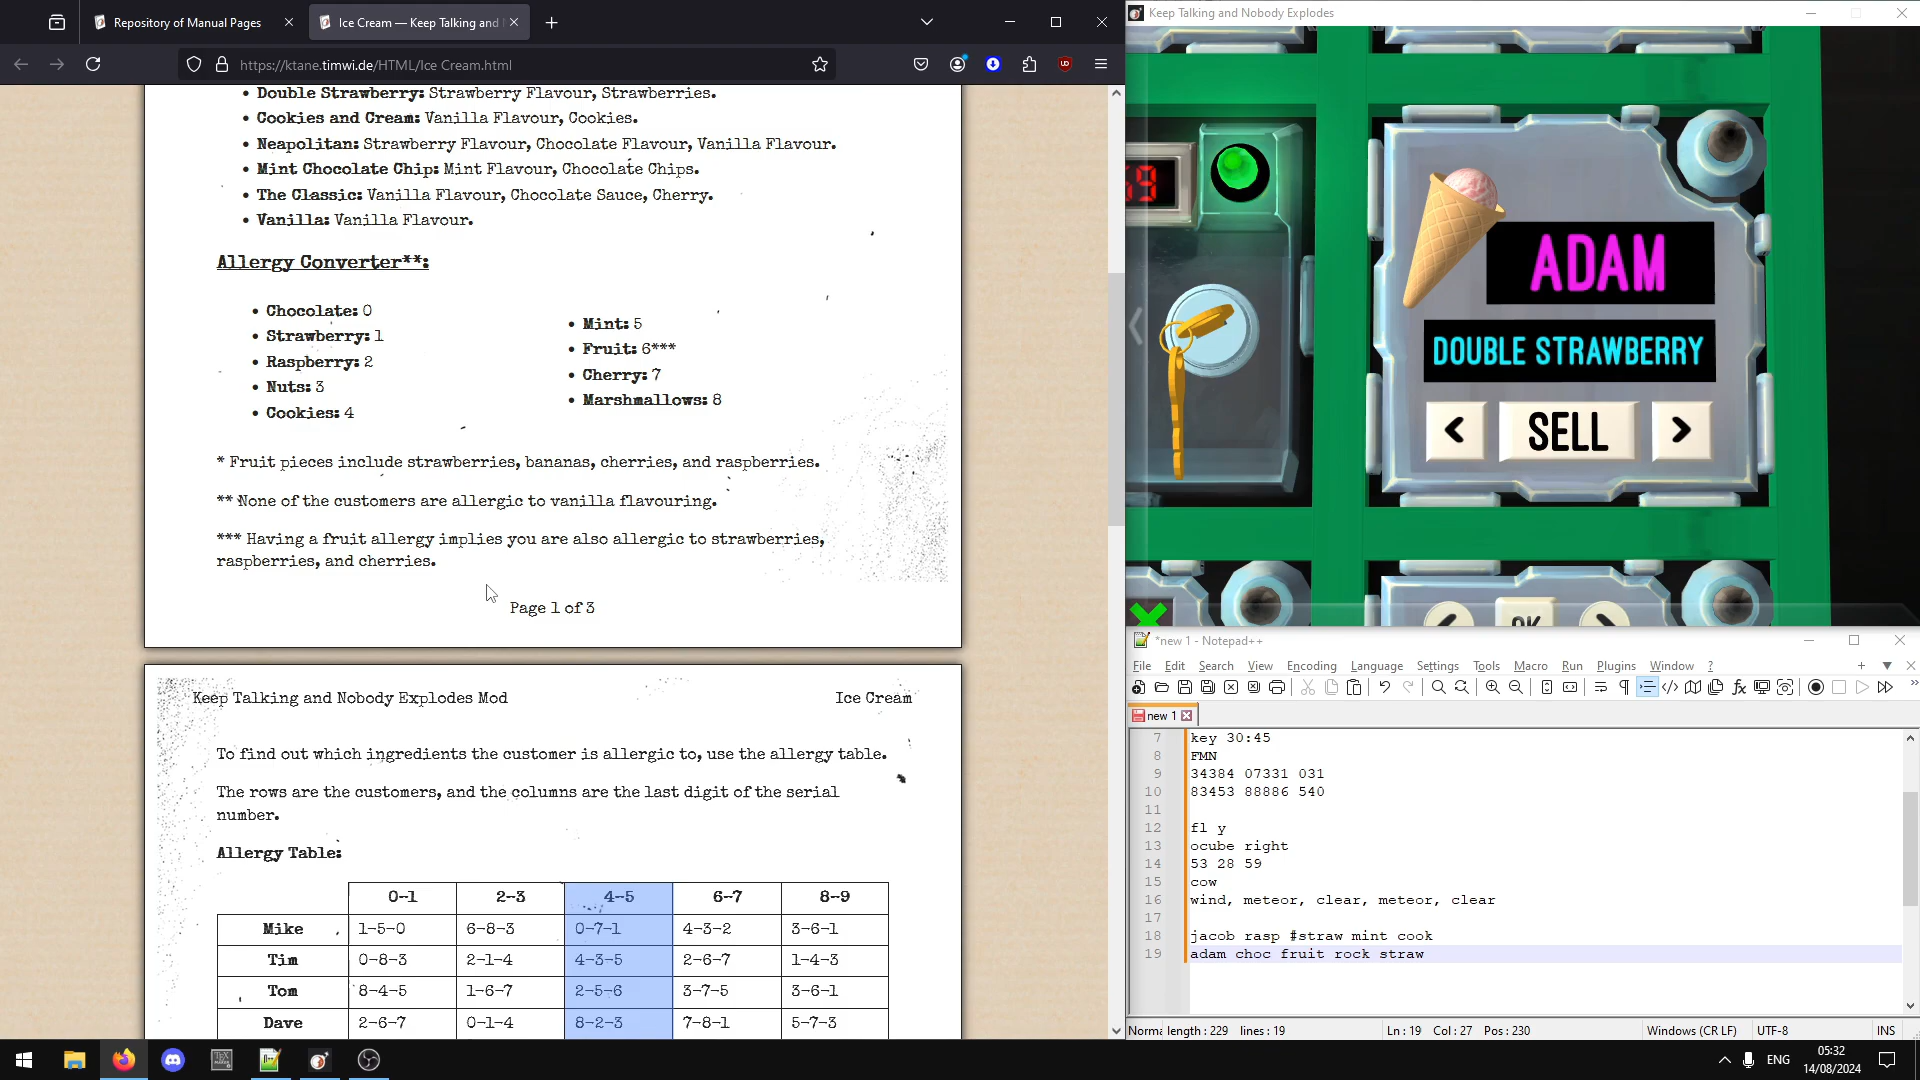 Repository of Manual Pages
Ice Cream — Keep Talking and
https://ktane.timwi.de/HTML/Ice Cream.html
Double Strawberry: Strawberry Flavour, Strawberries.
Cookies and Cream: Vanilla Flavour, Cookies.
Neapolitan: Strawberry Flavour, Chocolate Flavour, Vanilla Flavour.
Mint Chocolate Chip: Mint Flavour, Chocolate Chips.
The Classic: Vanilla Flavour, Chocolate Sauce, Cherry.
Vanilla: Vanilla Flavour.
Allergy Converter**:
Chocolate: 0
Strawberry: 1
Raspberry: 2
Nuts: 3
Cookies: 4
Mint: 5
Fruit: 6***
Cherry: 7
Marshmallows: 8
* Fruit pieces include strawberries, bananas, cherries, and raspberries.
** None of the customers are allergic to vanilla flavouring.
*** Having a fruit allergy implies you are also allergic to strawberries,
raspberries, and cherries.
Page 1 of 3
Keep Talking and Nobody Explodes Mod Ice Cream
To find out which ingredients the customer is allergic to, use the allergy table.
The rows are the customers, and the columns are the last digit of the serial
number.
Allergy Table:
0-1 2-3 4-5 6-7 8-9
Mike 1-5-0 6-8-3 0-7-1 4-3-2 3-6-1
Tim 0-8-3 2-1-4 4-3-5 2-6-7 1-4-3
Tom 8-4-5 1-6-7 2-5-6 3-7-5 3-6-1
Dave 2-6-7 0-1-4 8-2-3 7-8-1 5-7-3
Keep Talking and Nobody Explodes
ADAM
DOUBLE STRAWBERRY
< SELL >
OK
*new 1 - Notepad++
File Edit Search View Encoding Language Settings Tools Macro Run Plugins Window ?
new 1
7 key 30:45
8 FMN
9 34384 07331 031
10 83453 88886 540
11
12 fl y
13 ocube right
14 53 28 59
15 cow
16 wind, meteor, clear, meteor, clear
17
18 jacob rasp #straw mint cook
19 adam choc fruit rock straw
Norma length : 229 lines : 19 Ln : 19 Col : 27 Pos : 230 Windows (CR LF) UTF-8 INS
ENG
05:32
14/08/2024